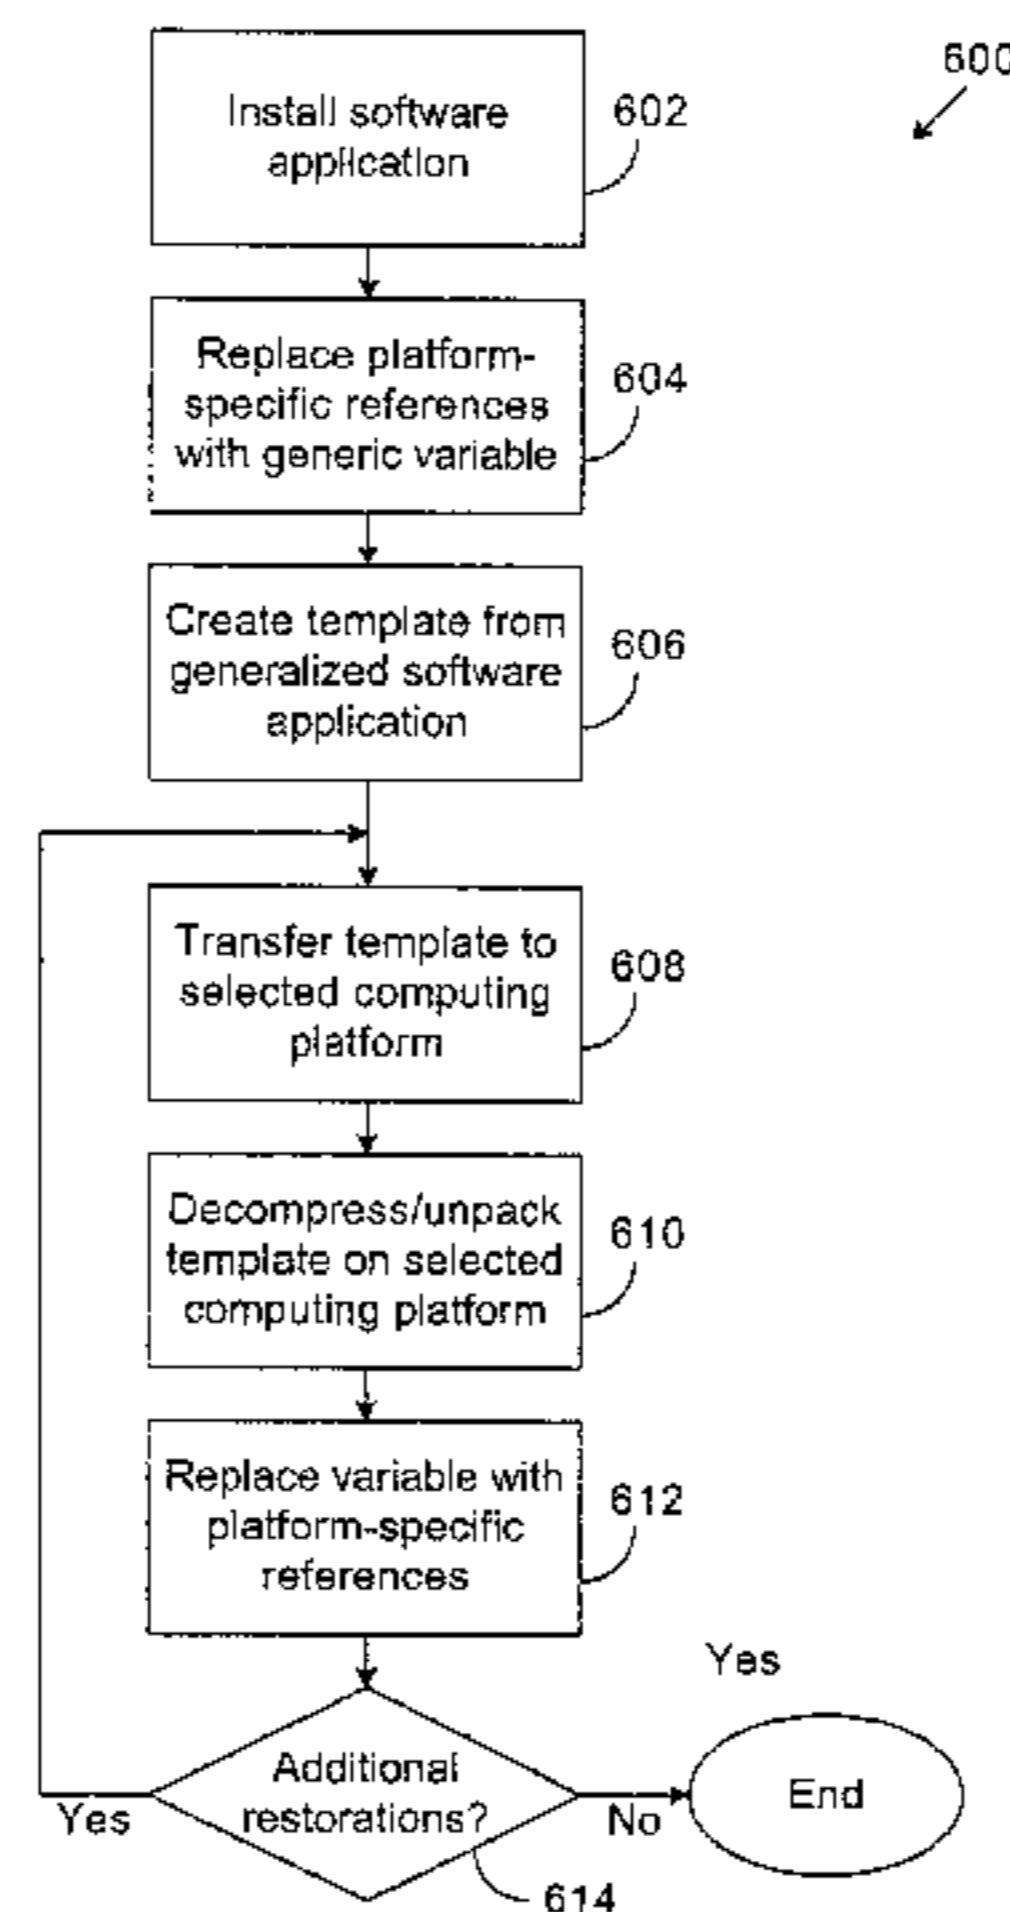 600
Install software
application
602
Replace platform-
specific references
with generic variable
604
Create template from
generalized software
application
606
Transfer template to
selected computing
platform
608
Decompress/unpack
template on selected
computing platform
610
Replace variable with
platform-specific
references
612
Yes
Additional
restorations?
Yes
No
End
614